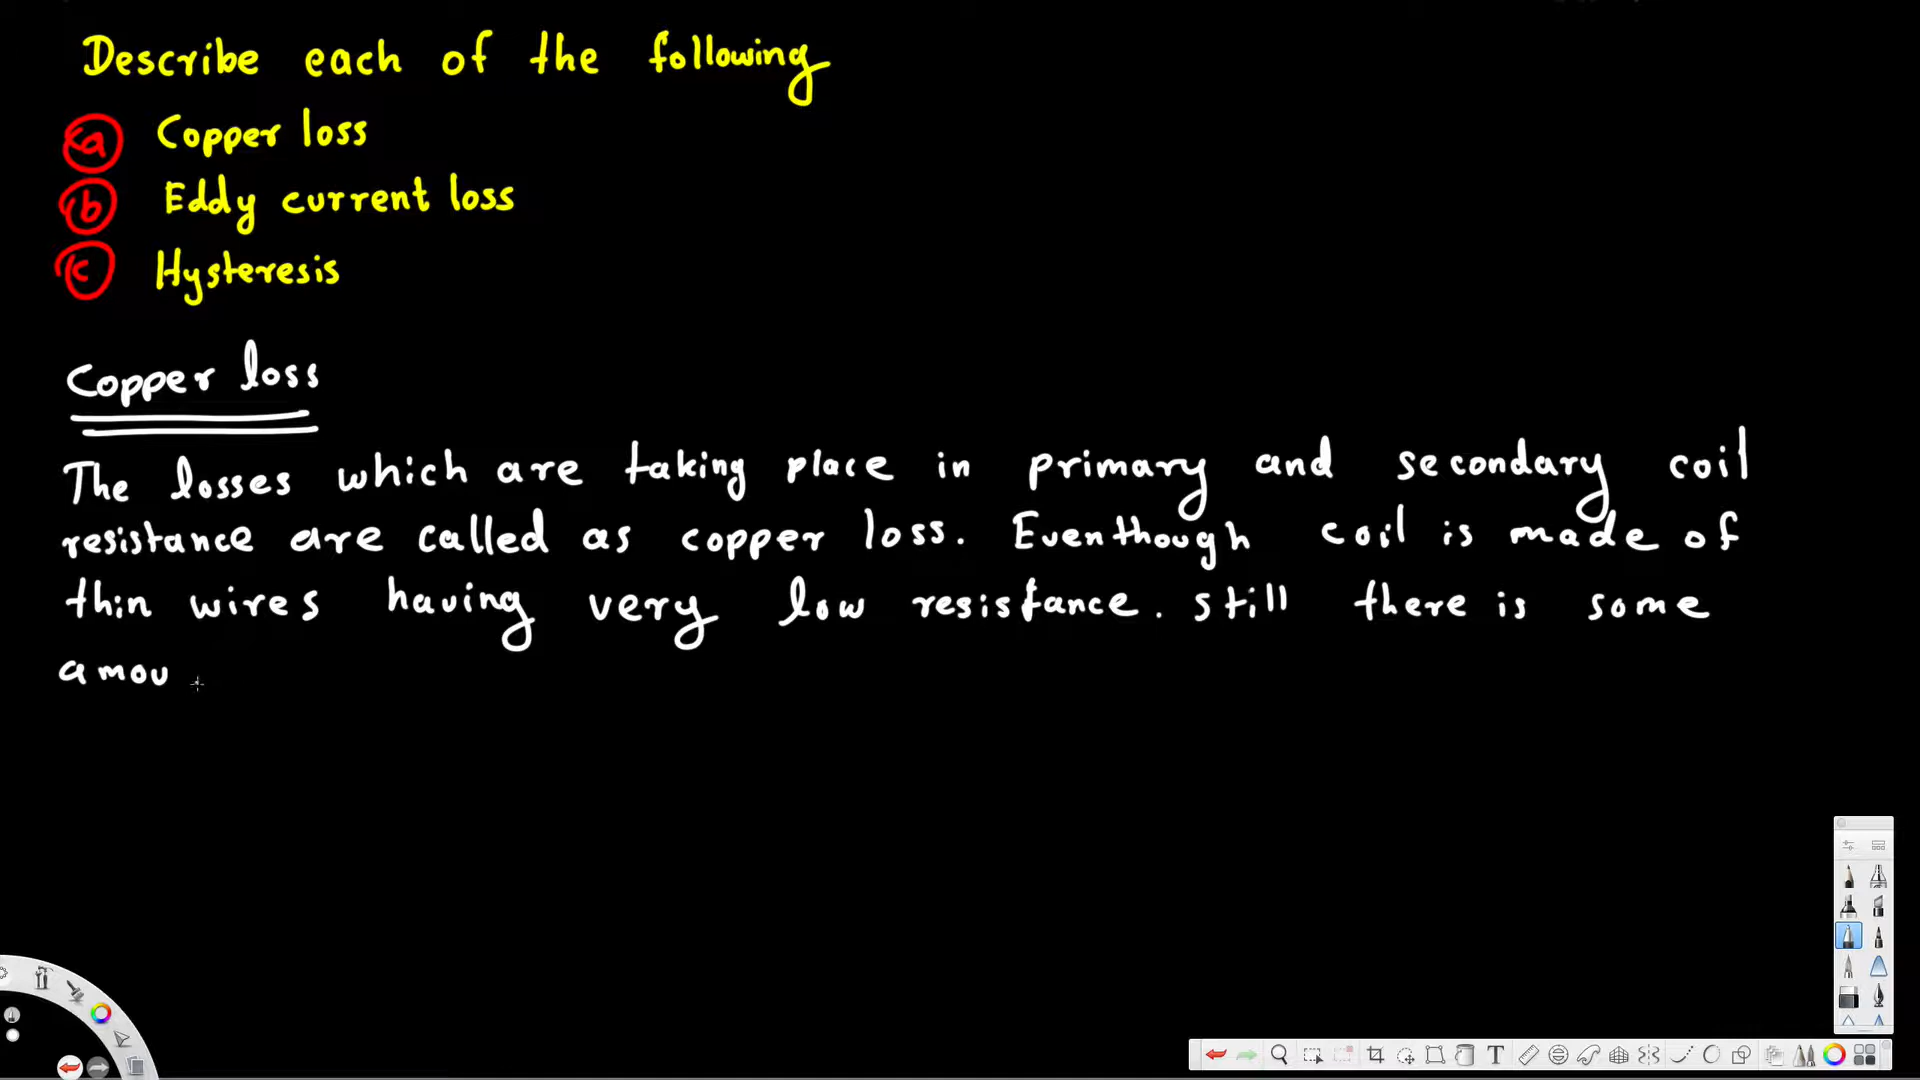 Describe each of the following
a Copper loss
b Eddy current loss
c Hysteresis
Copper loss
The losses which are taking place in primary and secondary coil
resistance are called as copper loss. Eventhough coil is made of
thin wires having very low resistance. still there is some
amou